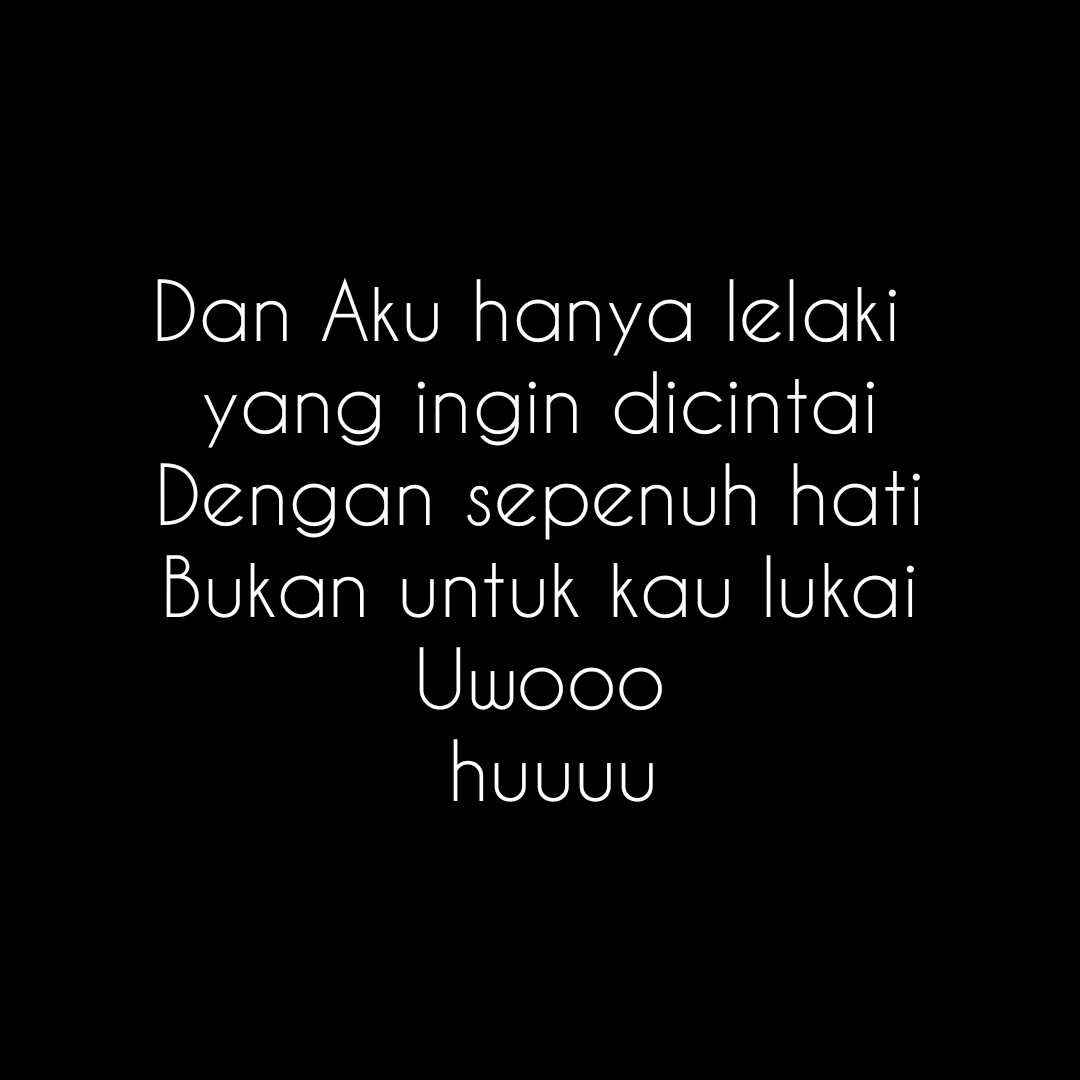 Dan Aku hanya lelaki
yang ingin dicintai
Dengan sepenuh hati
Bukan untuk kau lukai
Uwooo
huuuu